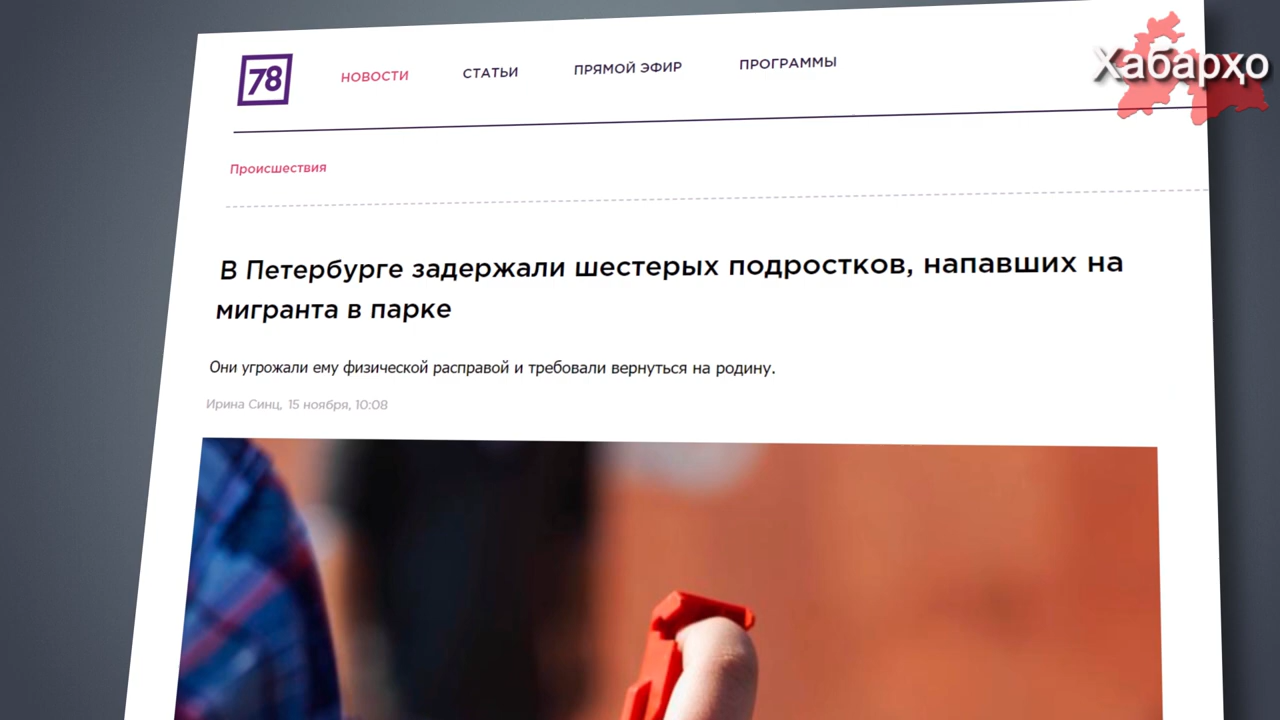 78
НОВОСТИ
СТАТЬИ
ПРЯМОЙ ЭФИР
ПРОГРАММЫ
Хабарҳо
Происшествия
В Петербурге задержали шестерых подростков, напавших на
мигранта в парке
Они угрожали ему физической расправой и требовали вернуться на родину.
Ирина Синц, 15 ноября, 10:08